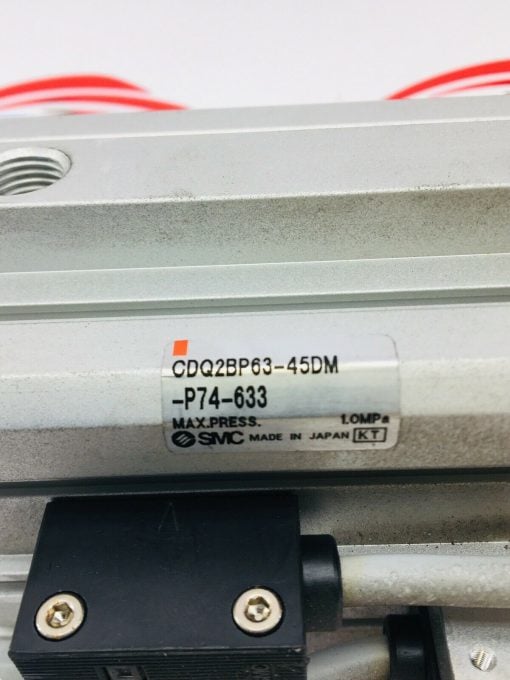 CDQ2BP63-45DM
-P74-633
MAX.PRESS. 1.0MPa
SMC MADE IN JAPAN KT